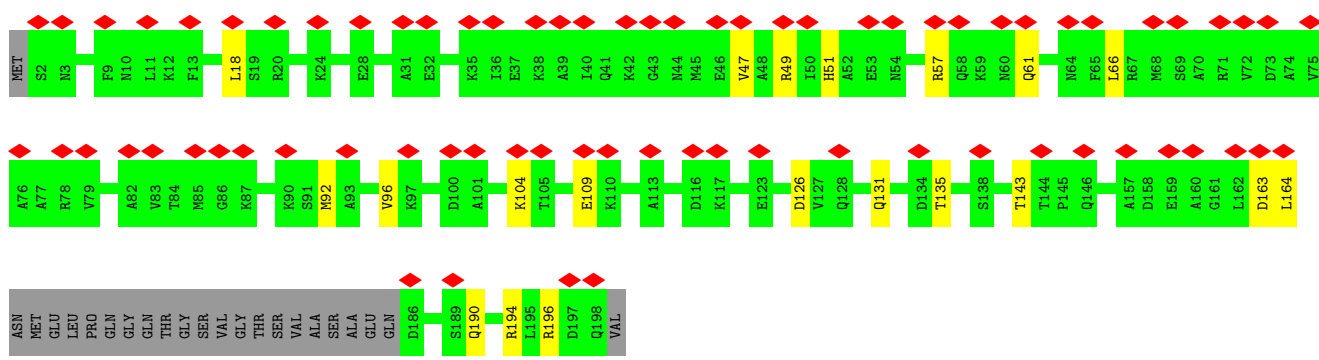 MET S2 N3 F9 N10 L11 K12 F13 L18 S19 R20 K24 E28 A31 E32 K35 I36 E37 K38 A39 I40 Q41 K42 G43 N44 M45 E46 V47 A48 R49 I50 H51 A52 E53 N54 R57 Q58 K59 N60 Q61 N64 F65 L66 R67 M68 S69 A70 R71 V72 D73 A74 V75
A76 A77 R78 V79 A82 V83 T84 M85 G86 K87 K90 S91 M92 A93 V96 K97 D100 A101 K104 T105 E109 K110 A113 D116 K117 E123 D126 V127 Q128 Q131 D134 T135 S138 T143 T144 P145 Q146 A157 D158 E159 A160 G161 L162 D163 L164
ASN MET GLU LEU PRO GLN GLY GLN THR GLY SER VAL GLY THR SER VAL ALA SER ALA GLU GLN D186 S189 Q190 R194 L195 R196 D197 Q198 VAL